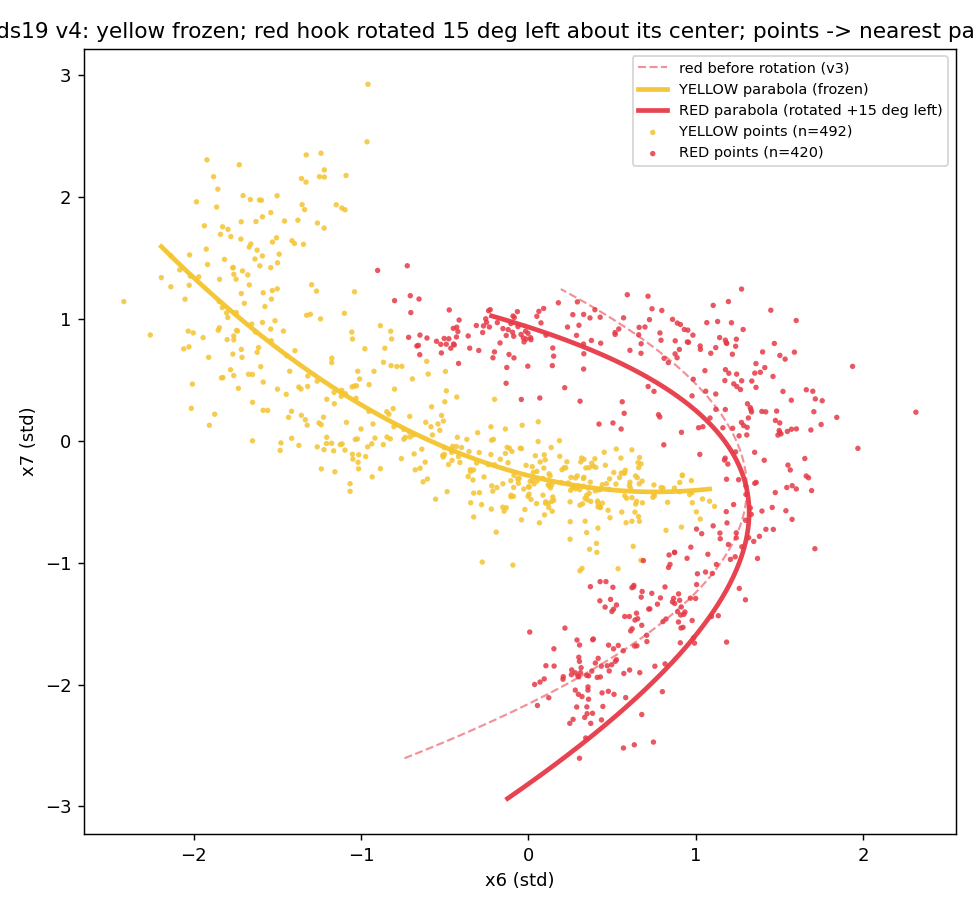 ds19 v4: yellow frozen; red hook rotated 15 deg left about its center; points -> nearest pa
red before rotation (v3)
YELLOW parabola (frozen)
RED parabola (rotated +15 deg left)
YELLOW points (n=492)
RED points (n=420)
3
2
1
0
−1
−2
−3
x7 (std)
−2
−1
0
1
2
x6 (std)